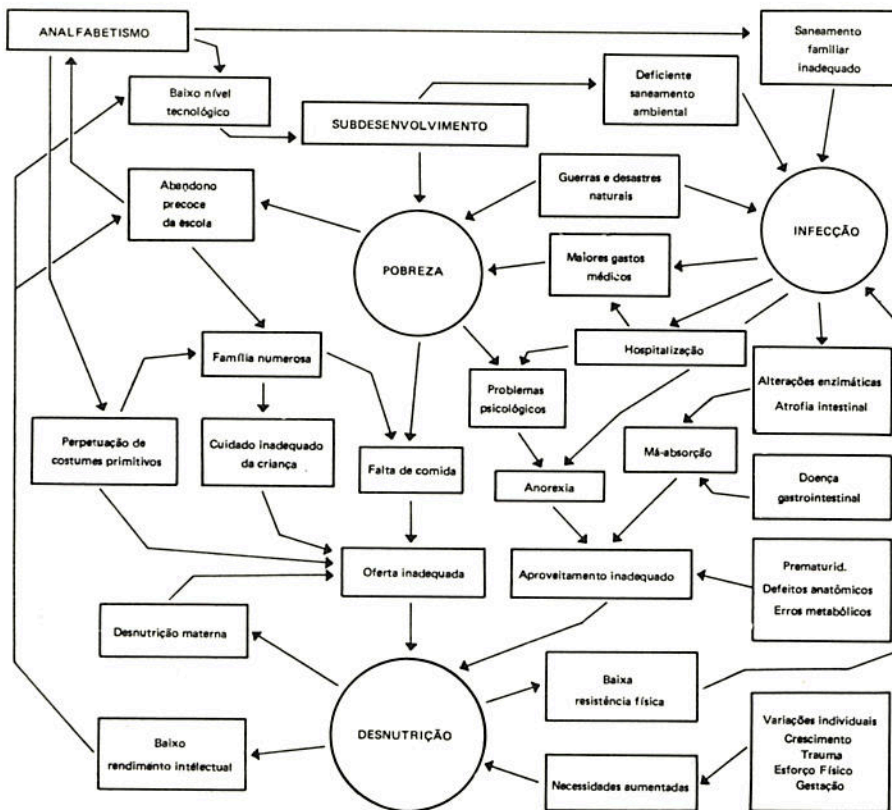 ANALFABETISMO
Saneamento
familiar
inadequado
Baixo nível
tecnológico
Deficiente
saneamento
ambiental
SUBDESENVOLVIMENTO
Abandono
precoce
da escola
Guerras e desastres
naturais
INFECÇÃO
POBREZA
Maiores gastos
médicos
Família numerosa
Hospitalização
Problemas
psicológicos
Alterações enzimáticas
Atrofia intestinal
Perpetuação de
costumes primitivos
Cuidado inadequado
da criança
Falta de comida
Anorexia
Má-absorção
Doença
gastrointestinal
Oferta inadequada
Aproveitamento inadequado
Prematurid.
Defeitos anatômicos
Erros metabólicos
Desnutrição materna
Baixa
resistência física
DESNUTRIÇÃO
Baixo
rendimento intelectual
Necessidades aumentadas
Variações individuais
Crescimento
Trauma
Esforço Físico
Gestação